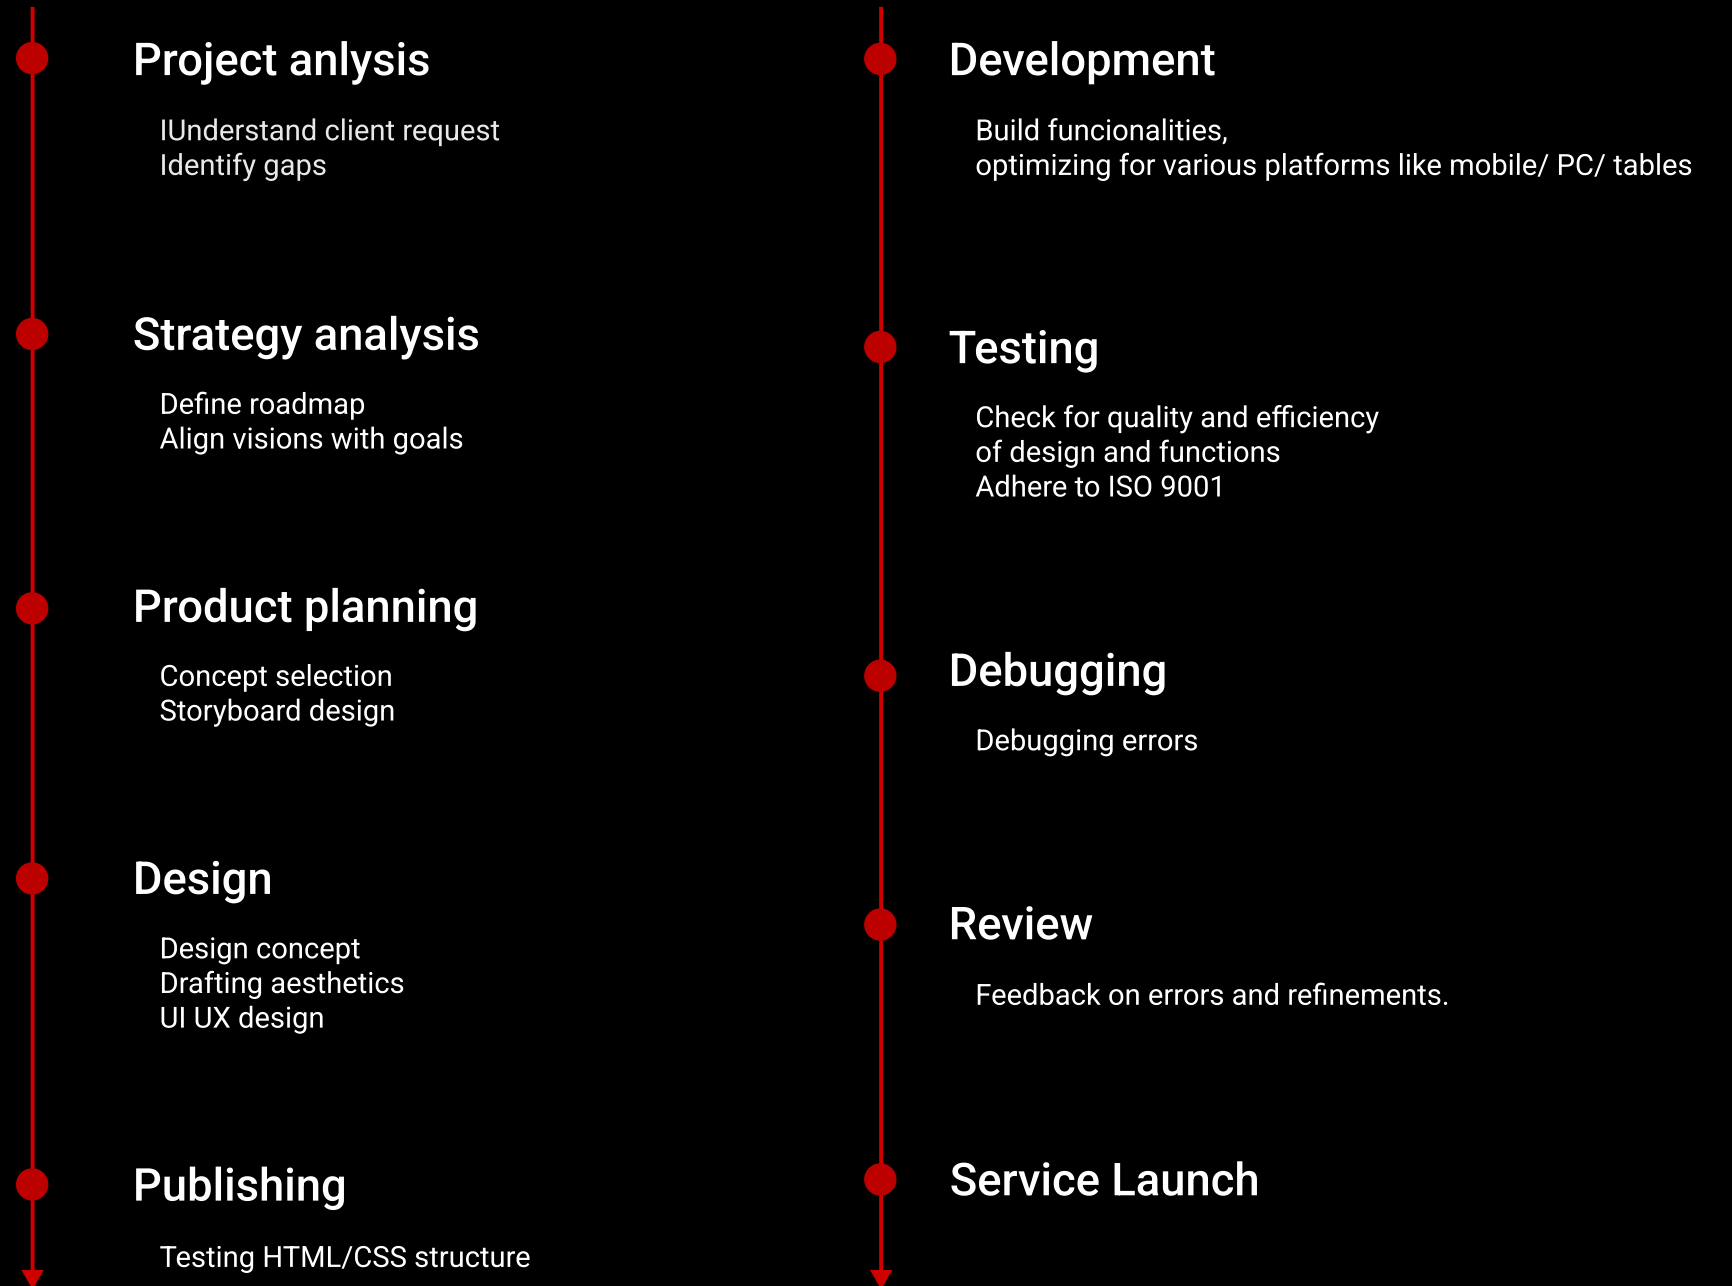 Project anlysis
IUnderstand client request
Identify gaps
Strategy analysis
Define roadmap
Align visions with goals
Product planning
Concept selection
Storyboard design
Design
Design concept
Drafting aesthetics
UI UX design
Publishing
Testing HTML/CSS structure
Development
Build funcionalities,
optimizing for various platforms like mobile/ PC/ tables
Testing
Check for quality and efficiency
of design and functions
Adhere to ISO 9001
Debugging
Debugging errors
Review
Feedback on errors and refinements.
Service Launch